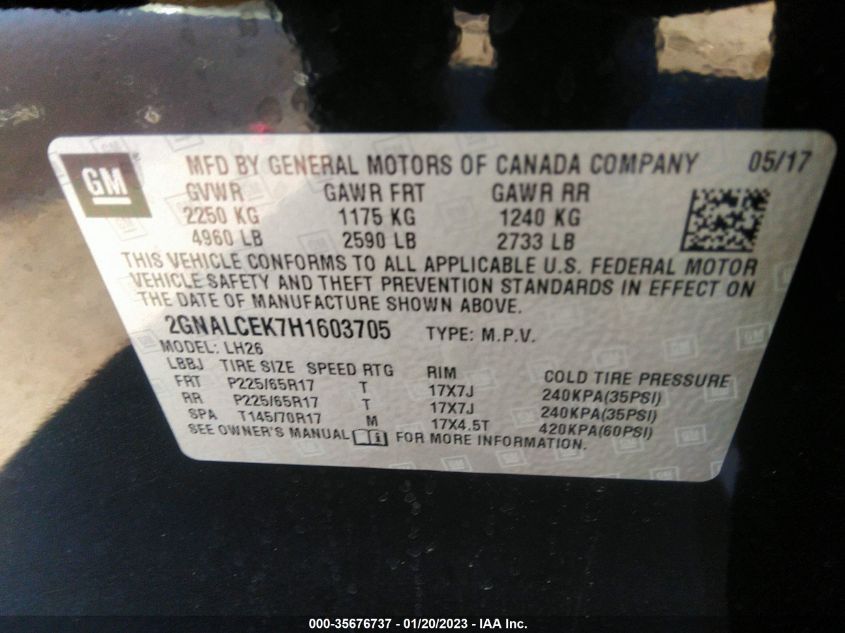 GM MFD BY GENERAL MOTORS OF CANADA COMPANY 05/17
GVWR GAWR FRT GAWR RR
2250 KG 1175 KG 1240 KG
4960 LB 2590 LB 2733 LB
THIS VEHICLE CONFORMS TO ALL APPLICABLE U.S. FEDERAL MOTOR
VEHICLE SAFETY AND THEFT PREVENTION STANDARDS IN EFFECT ON
THE DATE OF MANUFACTURE SHOWN ABOVE.
2GNALCEK7H1603705 TYPE: M.P.V.
MODEL: LH26
LBBJ TIRE SIZE SPEED RTG RIM COLD TIRE PRESSURE
FRT P225/65R17 T 17X7J 240KPA(35PSI)
RR P225/65R17 T 17X7J 240KPA(35PSI)
SPA T145/70R17 M 17X4.5T 420KPA(60PSI)
SEE OWNER'S MANUAL FOR MORE INFORMATION.
000-35676737 - 01/20/2023 - IAA Inc.